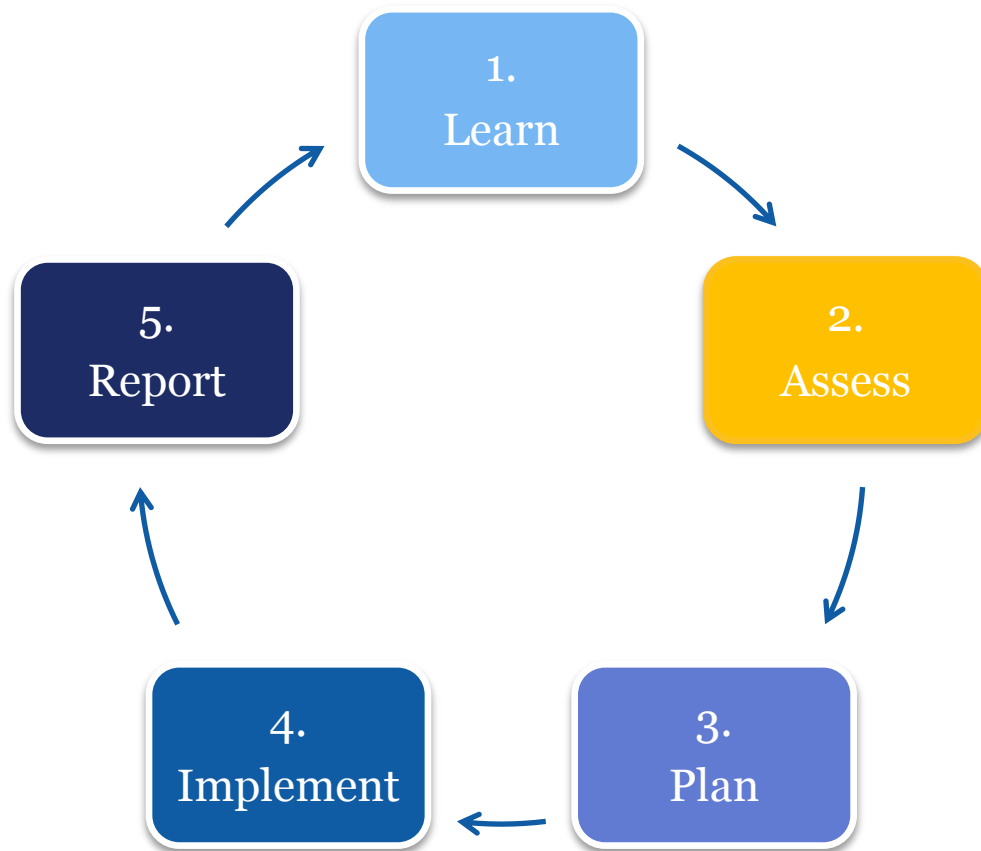 1.
Learn
2.
Assess
3.
Plan
4.
Implement
5.
Report